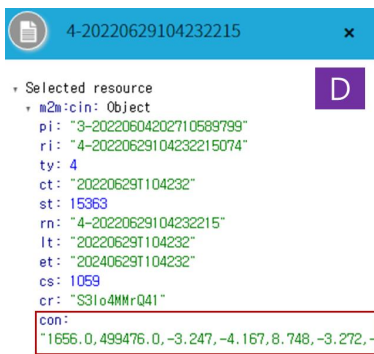 4-20220629104232215
×
D
Selected resource
m2m:cin: Object
pi: "3-20220604202710589799"
ri: "4-20220629104232215074"
ty: 4
ct: "20220629T104232"
st: 15363
rn: "4-20220629104232215"
lt: "20220629T104232"
et: "20240629T104232"
cs: 1059
cr: "S3Io4MMrQ41"
con:
"1656.0,499476.0,-3.247,-4.167,8.748,-3.272,-